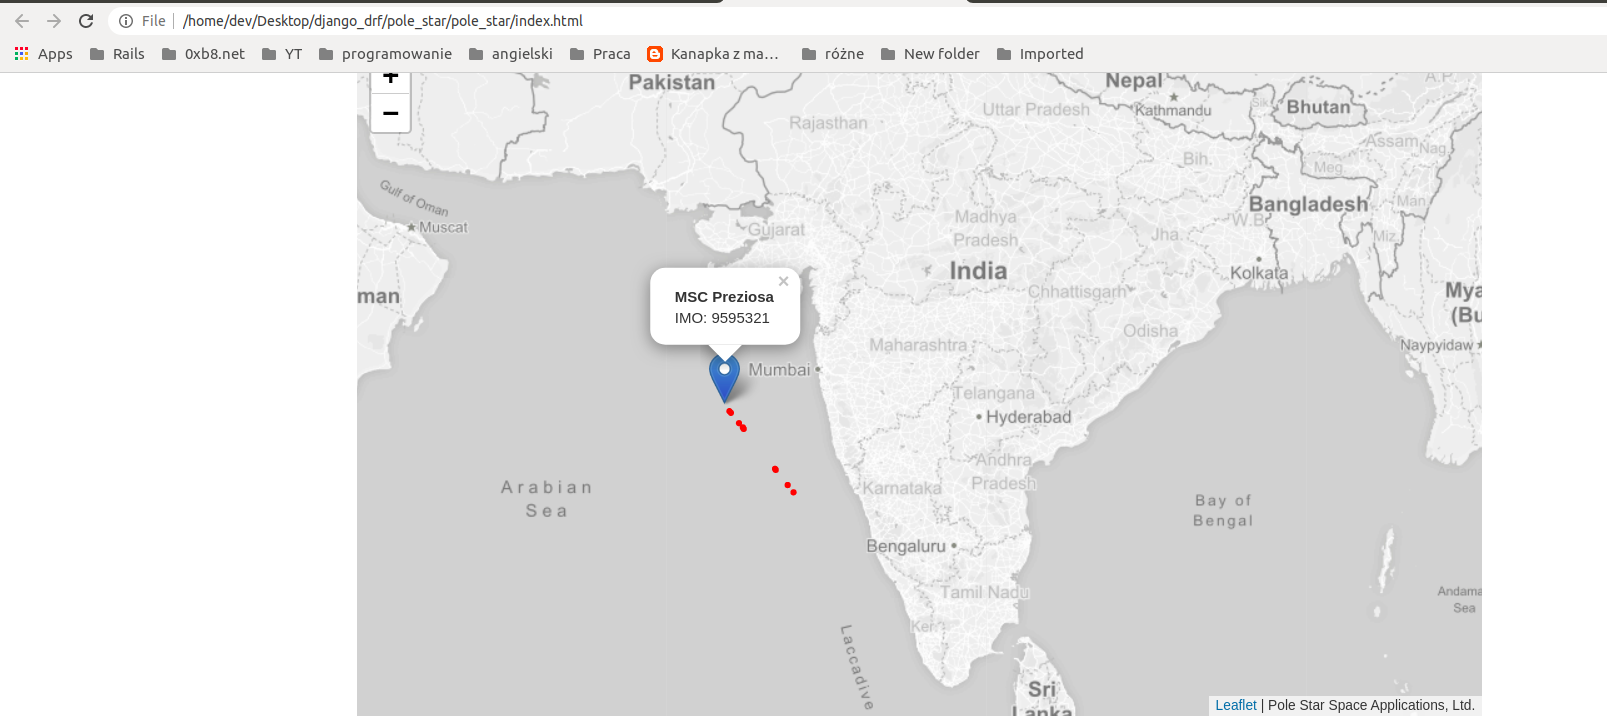 File /home/dev/Desktop/django_drf/pole_star/pole_star/index.html
Apps Rails 0xb8.net YT programowanie angielski Praca Kanapka z ma... różne New folder Imported
+
−
Pakistan
Nepal
A.P.
Kathmandu
Sik.
Bhutan
Uttar Pradesh
Rajasthan
Assam
Nag.
Bih.
Meg.
Gulf of Oman
Muscat
Bangladesh
Man.
Madhya
Pradesh
W.B.
Gujarat
Jha.
Miz.
India
Kolkata
man
Chhattisgarh
Mya
(Bu
MSC Preziosa ×
IMO: 9595321
Odisha
Maharashtra
Naypyidaw
Mumbai
Telangana
Hyderabad
Andhra
Pradesh
Karnataka
Arabian
Sea
Bay of
Bengal
Bengaluru
Tamil Nadu
Andama
Sea
Ker.
Laccadive
Sri
Lanka
Leaflet | Pole Star Space Applications, Ltd.